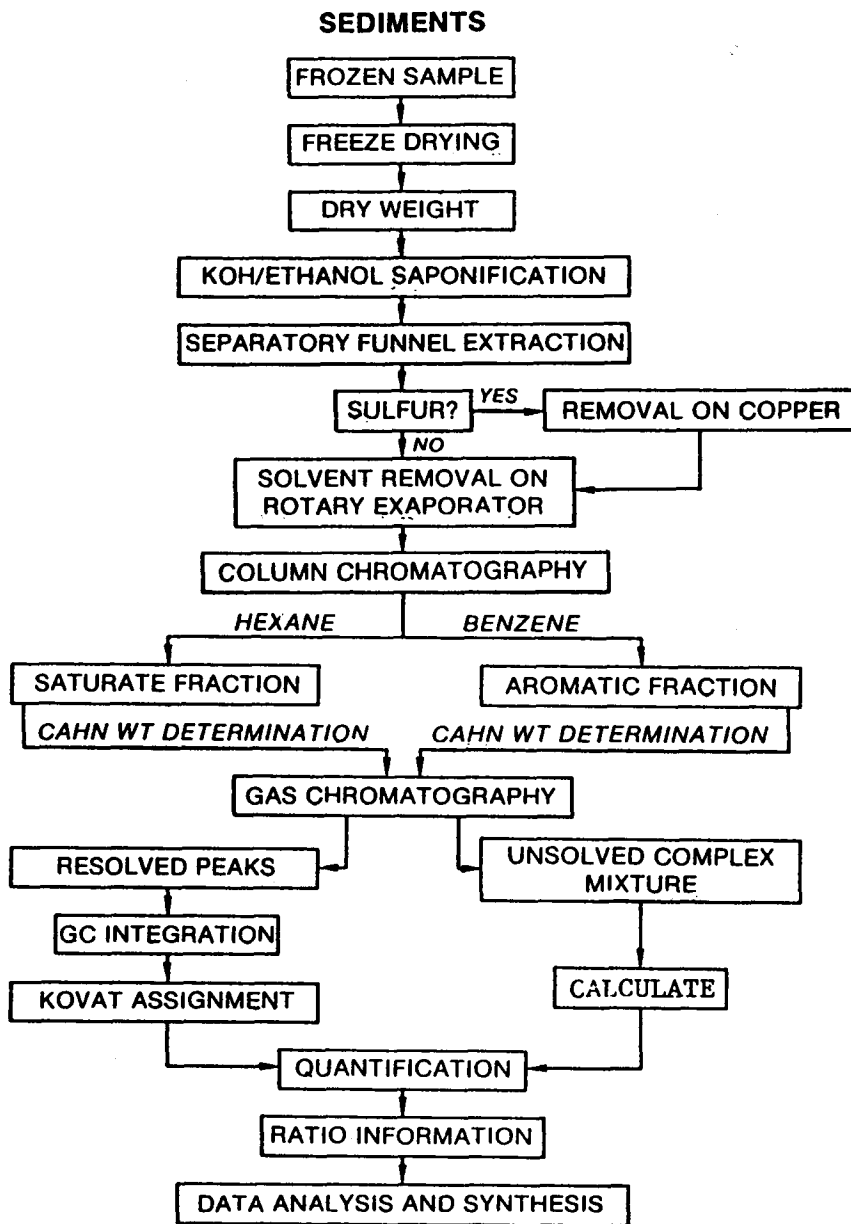 SEDIMENTS
FROZEN SAMPLE
FREEZE DRYING
DRY WEIGHT
KOH/ETHANOL SAPONIFICATION
SEPARATORY FUNNEL EXTRACTION
SULFUR?
YES
REMOVAL ON COPPER
NO
SOLVENT REMOVAL ON
ROTARY EXAPORATOR
COLUMN CHROMATOGRAPHY
HEXANE
BENZENE
SATURATE FRACTION
AROMATIC FRACTION
CAHN WT DETERMINATION
CAHN WT DETERMINATION
GAS CHROMATOGRAPHY
RESOLVED PEAKS
UNSOLVED COMPLEX
MIXTURE
GC INTEGRATION
KOVAT ASSIGNMENT
CALCULATE
QUANTIFICATION
RATIO INFORMATION
DATA ANALYSIS AND SYNTHESIS